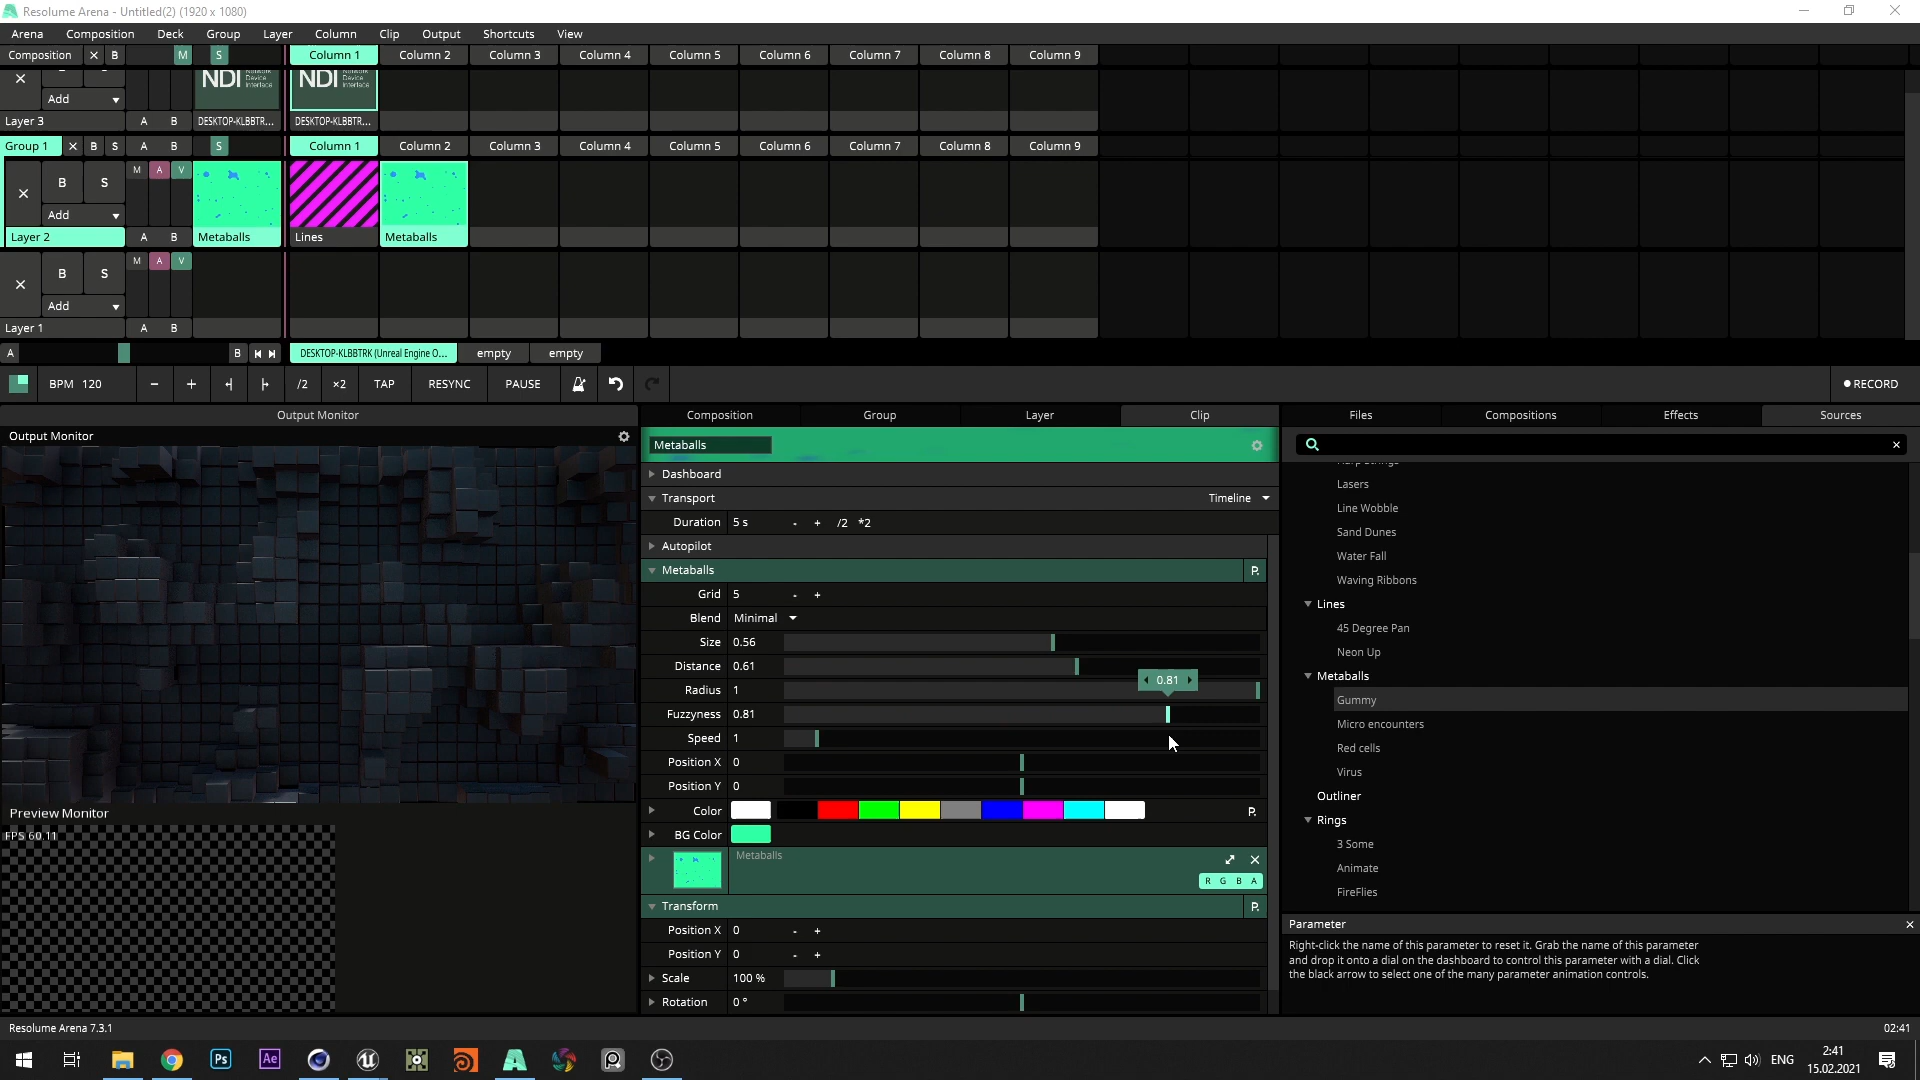 Resolume Arena - Untitled(2) (1920 x 1080)
Arena Composition Deck Group Layer Column Clip Output Shortcuts View
Composition X B M S Column 1 Column 2 Column 3 Column 4 Column 5 Column 6 Column 7 Column 8 Column 9
NDI Network Device Interface NDI Network Device Interface
Add
Layer 3 A B DESKTOP-KLBBTR... DESKTOP-KLBBTR...
Group 1 X B S A B S Column 1 Column 2 Column 3 Column 4 Column 5 Column 6 Column 7 Column 8 Column 9
B S M A V
Add
Layer 2 A B Metaballs Lines Metaballs
B S M A V
Add
Layer 1 A B
A B DESKTOP-KLBBTRK (Unreal Engine O... empty empty
BPM 120 - + /2 ×2 TAP RESYNC PAUSE RECORD
Output Monitor
Output Monitor
Preview Monitor
FPS 60.11
Composition Group Layer Clip
Metaballs
Dashboard
Transport Timeline
Duration 5 s - + /2 *2
Autopilot
Metaballs P.
Grid 5 - +
Blend Minimal
Size 0.56
Distance 0.61
0.81
Radius 1
Fuzzyness 0.81
Speed 1
Position X 0
Position Y 0
Color P.
BG Color
Metaballs
R G B A
Transform P.
Position X 0 - +
Position Y 0 - +
Scale 100 %
Rotation 0 °
Files Compositions Effects Sources
Lasers
Line Wobble
Sand Dunes
Water Fall
Waving Ribbons
Lines
45 Degree Pan
Neon Up
Metaballs
Gummy
Micro encounters
Red cells
Virus
Outliner
Rings
3 Some
Animate
FireFlies
Parameter
Right-click the name of this parameter to reset it. Grab the name of this parameter
and drop it onto a dial on the dashboard to control this parameter with a dial. Click
the black arrow to select one of the many parameter animation controls.
Resolume Arena 7.3.1 02:41
Ps Ae ENG 2:41
15.02.2021